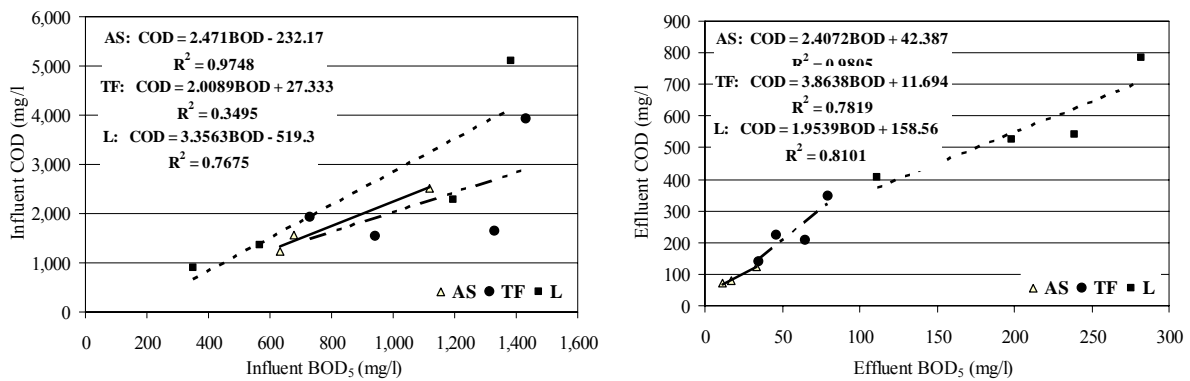 6,000
5,000
4,000
3,000
2,000
1,000
0
Influent COD (mg/l)
AS: COD = 2.471BOD - 232.17
R² = 0.9748
TF: COD = 2.0089BOD + 27.333
R² = 0.3495
L: COD = 3.3563BOD - 519.3
R² = 0.7675
AS TF L
0 200 400 600 800 1,000 1,200 1,400 1,600
Influent BOD₅ (mg/l)
900
800
700
600
500
400
300
200
100
0
Efflluent COD (mg/l
AS: COD = 2.4072BOD + 42.387
R² = 0.9805
TF: COD = 3.8638BOD + 11.694
R² = 0.7819
L: COD = 1.9539BOD + 158.56
R² = 0.8101
AS TF L
0 50 100 150 200 250 300
Effluent BOD₅ (mg/l)